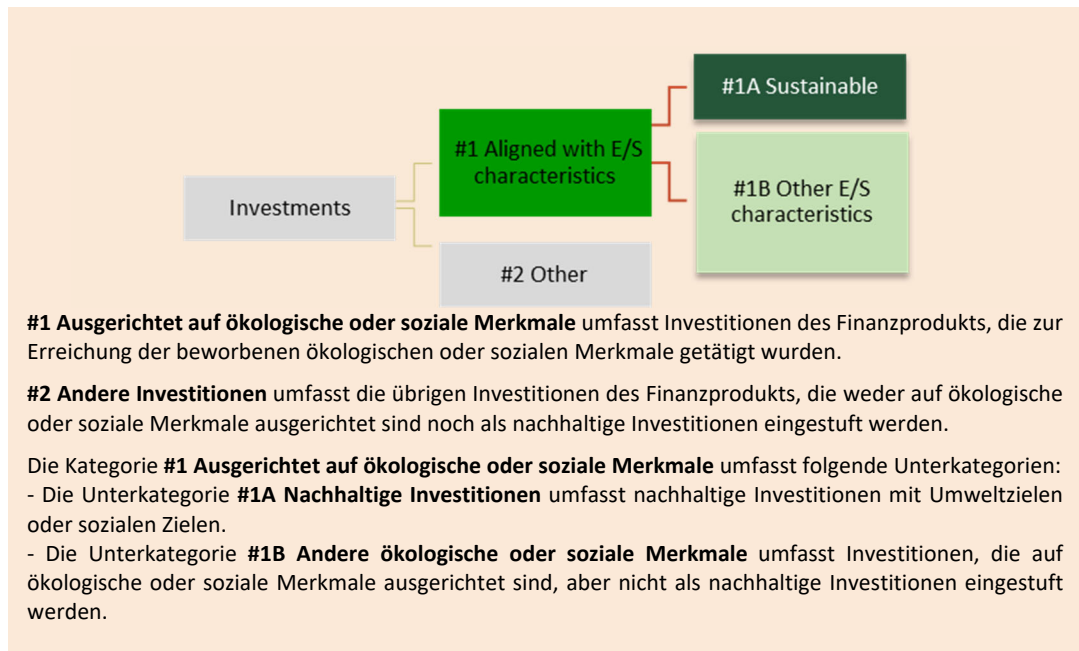 #1A Sustainable
#1 Aligned with E/S
characteristics
#1B Other E/S
characteristics
Investments
#2 Other
#1 Ausgerichtet auf ökologische oder soziale Merkmale umfasst Investitionen des Finanzprodukts, die zur
Erreichung der beworbenen ökologischen oder sozialen Merkmale getätigt wurden.
#2 Andere Investitionen umfasst die übrigen Investitionen des Finanzprodukts, die weder auf ökologische
oder soziale Merkmale ausgerichtet sind noch als nachhaltige Investitionen eingestuft werden.
Die Kategorie #1 Ausgerichtet auf ökologische oder soziale Merkmale umfasst folgende Unterkategorien:
- Die Unterkategorie #1A Nachhaltige Investitionen umfasst nachhaltige Investitionen mit Umweltzielen
oder sozialen Zielen.
- Die Unterkategorie #1B Andere ökologische oder soziale Merkmale umfasst Investitionen, die auf
ökologische oder soziale Merkmale ausgerichtet sind, aber nicht als nachhaltige Investitionen eingestuft
werden.